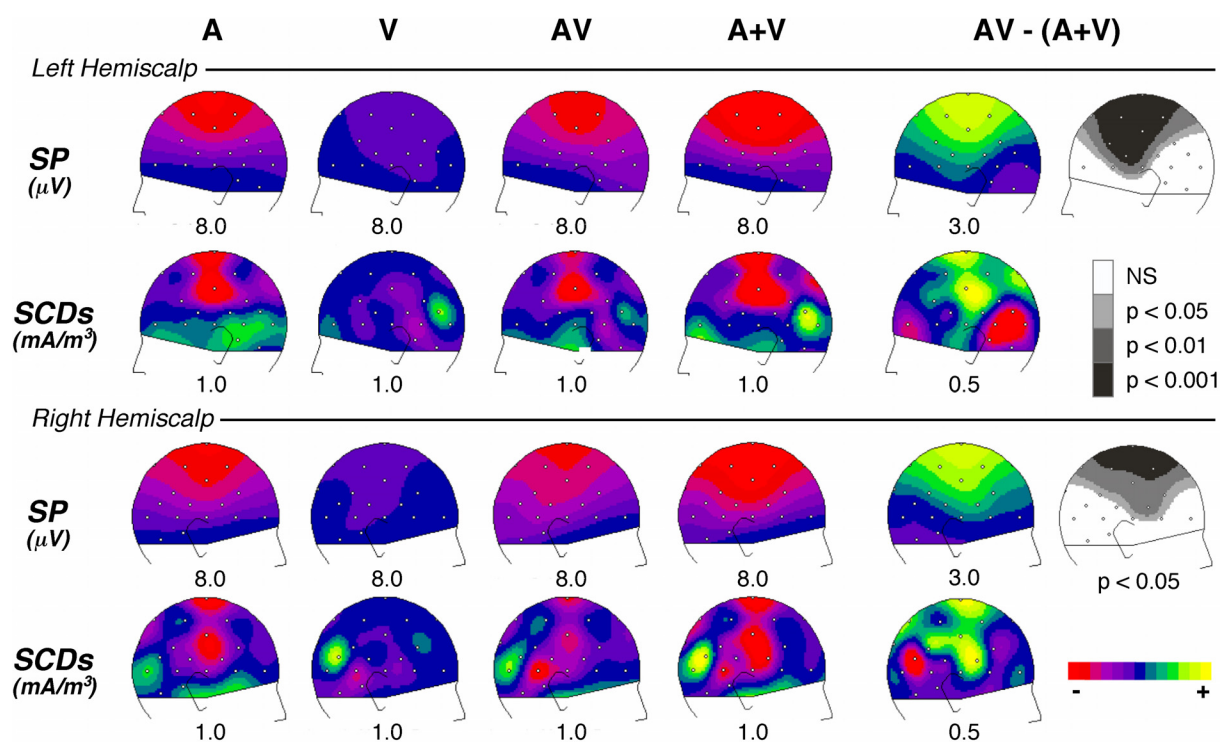 A V AV A+V AV - (A+V)
Left Hemiscalp
SP
(μV)
8.0 8.0 8.0 8.0 3.0
SCDs
(mA/m³)
1.0 1.0 1.0 1.0 0.5
NS
p < 0.05
p < 0.01
p < 0.001
Right Hemiscalp
SP
(μV)
8.0 8.0 8.0 8.0 3.0 p < 0.05
SCDs
(mA/m³)
1.0 1.0 1.0 1.0 0.5
- +